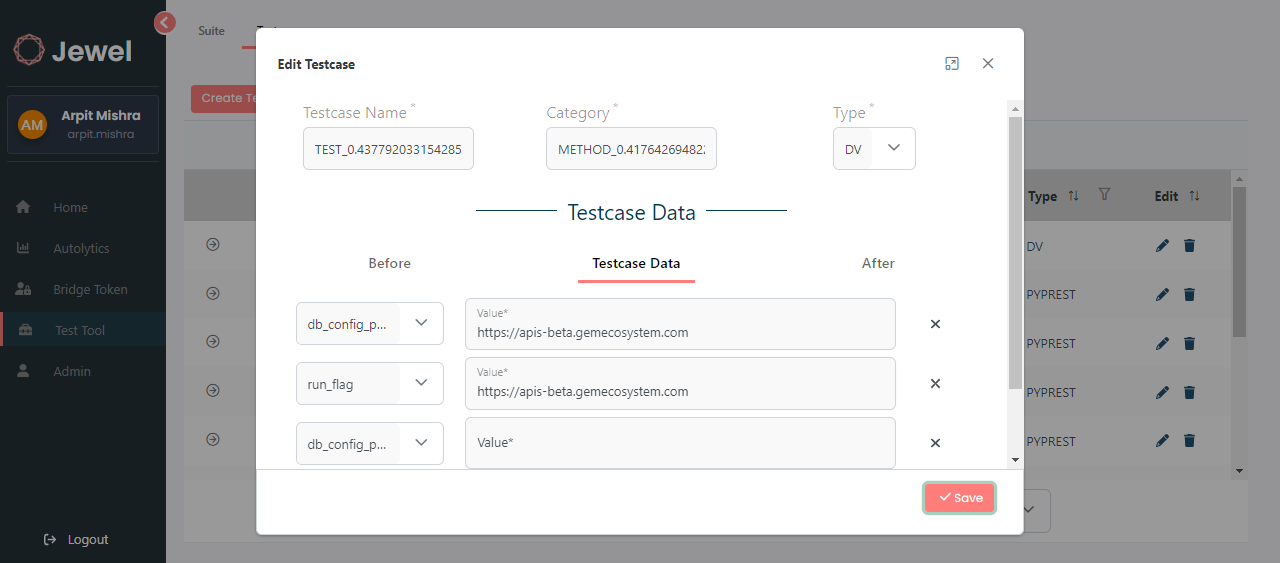 Jewel
AM
Arpit Mishra
arpit.mishra
Home
Autolytics
Bridge Token
Test Tool
Admin
Logout
Suite
Create Te
Edit Testcase
Testcase Name *
Category *
Type *
TEST_0.437792033154285
METHOD_0.41764269482
DV
Testcase Data
Before
Testcase Data
After
db_config_p...
Value*
https://apis-beta.gemecosystem.com
run_flag
Value*
https://apis-beta.gemecosystem.com
db_config_p...
Value*
Save
Type
Edit
DV
PYPREST
PYPREST
PYPREST
PYPREST